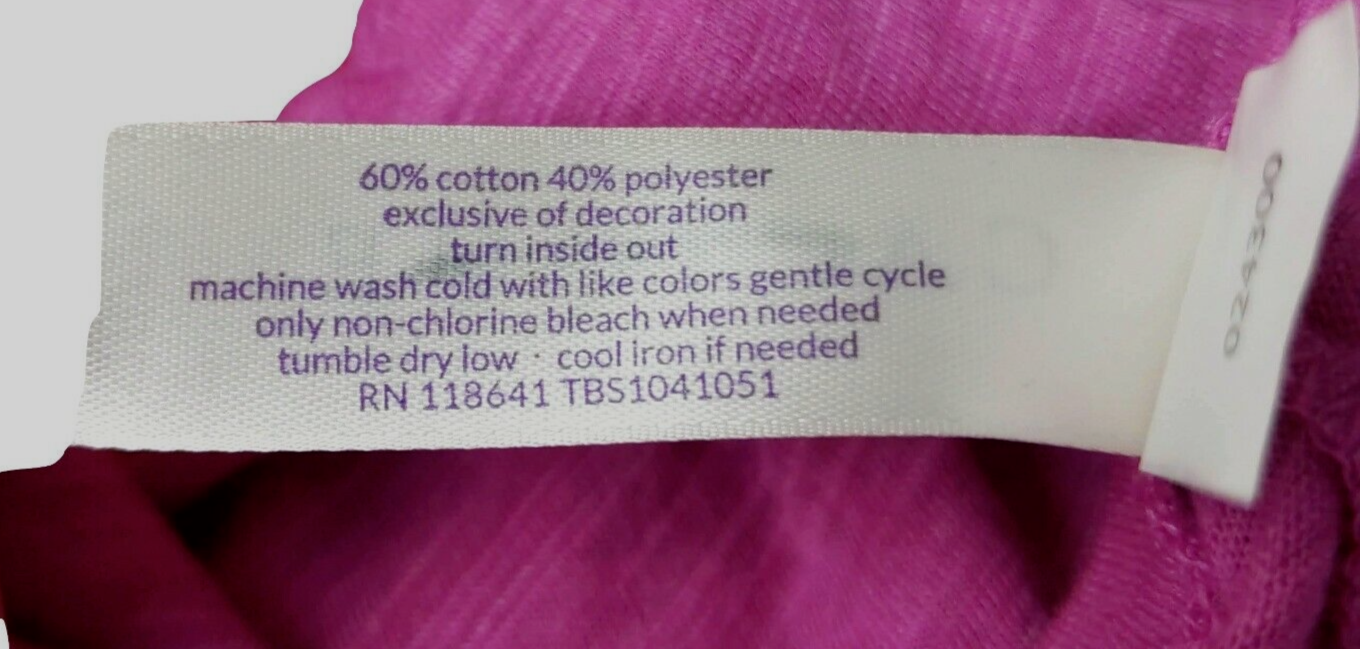 60% cotton 40% polyester
exclusive of decoration
turn inside out
machine wash cold with like colors gentle cycle
only non-chlorine bleach when needed
tumble dry low · cool iron if needed
RN 118641 TBS1041051
024300